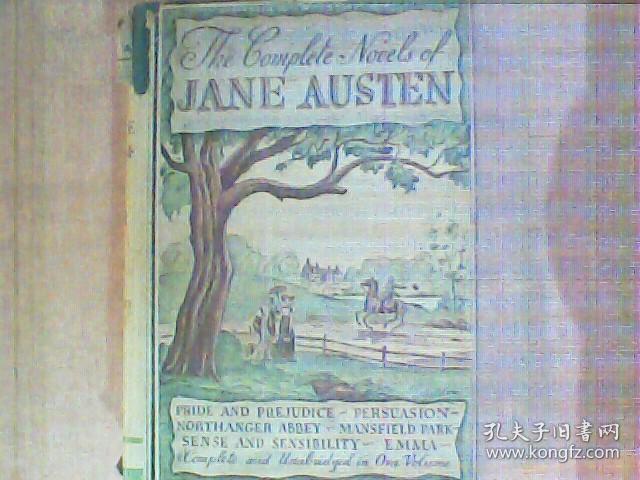 The Complete Novels of
JANE AUSTEN
PRIDE AND PREJUDICE – PERSUASION –
NORTHANGER ABBEY – MANSFIELD PARK
SENSE AND SENSIBILITY – EMMA –
Complete and Unabridged in One Volume
孔夫子旧书网
www.kongfz.com